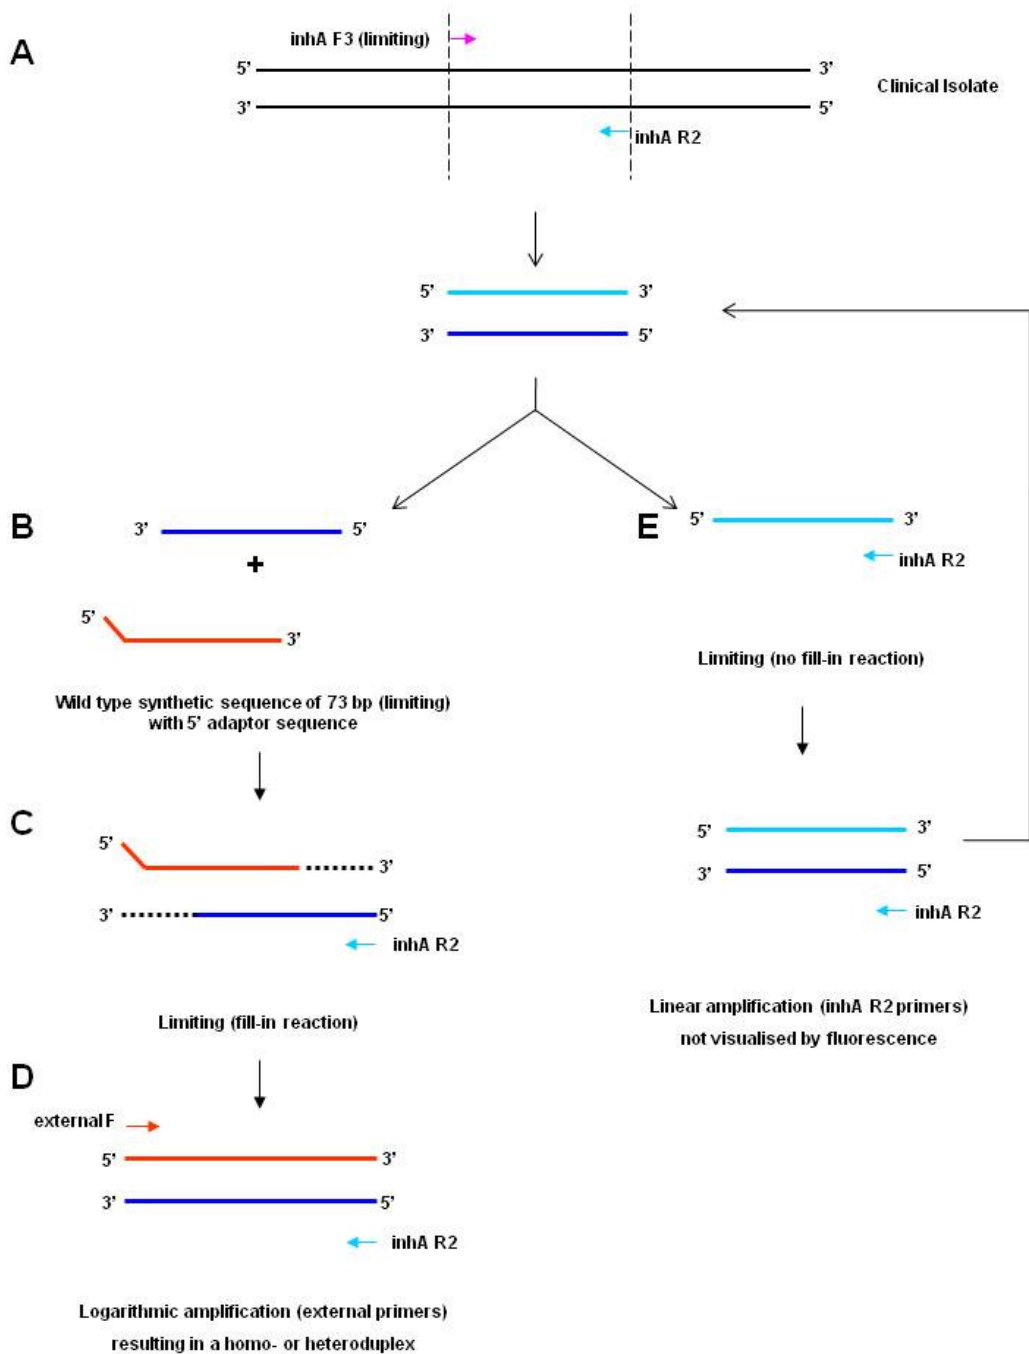 A
inhA F3 (limiting)
5’ 3’
Clinical Isolate
3’ 5’
inhA R2
5’ 3’
3’ 5’
B
3’ 5’
+
5’
3’
Wild type synthetic sequence of 73 bp (limiting)
with 5’ adaptor sequence
E
5’ 3’
inhA R2
Limiting (no fill-in reaction)
C
5’
3’
3’ 5’
inhA R2
Limiting (fill-in reaction)
5’ 3’
3’ 5’
inhA R2
Linear amplification (inhA R2 primers)
not visualised by fluorescence
D
external F
5’ 3’
3’ 5’
inhA R2
Logarithmic amplification (external primers)
resulting in a homo- or heteroduplex